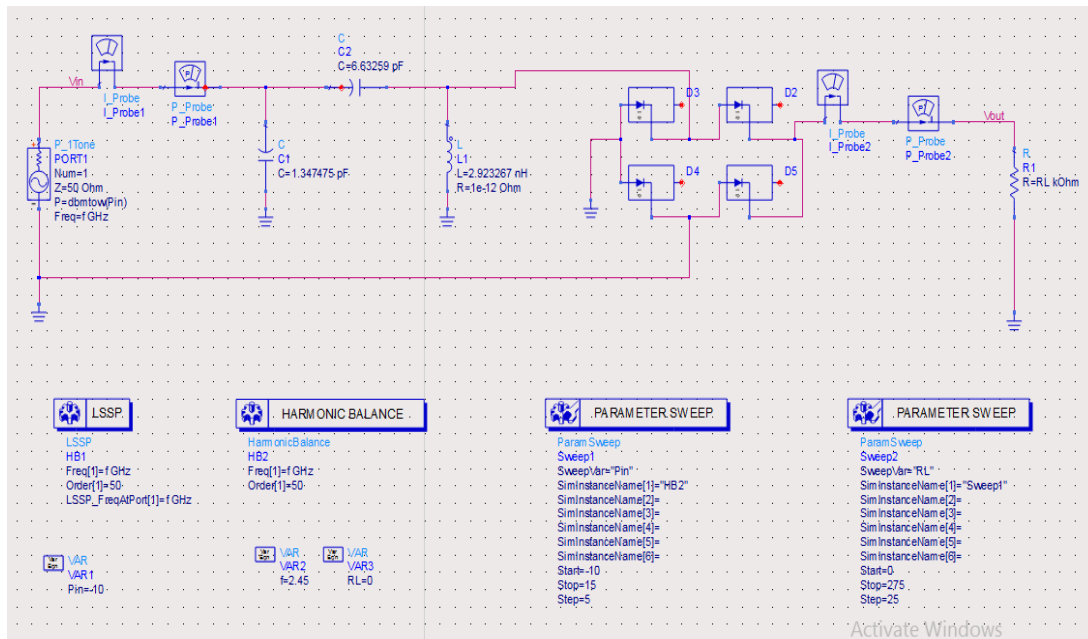 Vin
I_Probe
I_Probe1
P_Probe
P_Probe1
C
C2
C=6.63259 pF
P_1Tone
PORT1
Num=1
Z=50 Ohm
P=dbmtow(Pin)
Freq=f GHz
C
C1
C=1.347475 pF
L
L1
L=2.923267 nH
R=1e-12 Ohm
D3
D2
D4
D5
I_Probe
I_Probe2
P_Probe
P_Probe2
Vout
R
R1
R=RL kOhm
LSSP
LSSP
HB1
Freq[1]=f GHz
Order[1]=50
LSSP_FreqAtPort[1]=f GHz
HARMONIC BALANCE
HarmonicBalance
HB2
Freq[1]=f GHz
Order[1]=50
PARAMETER SWEEP
ParamSweep
Sweep1
SweepVar="Pin"
SimInstanceName[1]="HB2"
SimInstanceName[2]=
SimInstanceName[3]=
SimInstanceName[4]=
SimInstanceName[5]=
SimInstanceName[6]=
Start=-10
Stop=15
Step=5
PARAMETER SWEEP
ParamSweep
Sweep2
SweepVar="RL"
SimInstanceName[1]="Sweep1"
SimInstanceName[2]=
SimInstanceName[3]=
SimInstanceName[4]=
SimInstanceName[5]=
SimInstanceName[6]=
Start=0
Stop=275
Step=25
Var
Eqn
VAR
VAR1
Pin=-10
Var
Eqn
VAR
VAR2
f=2.45
Var
Eqn
VAR
VAR3
RL=0
Activate Windows